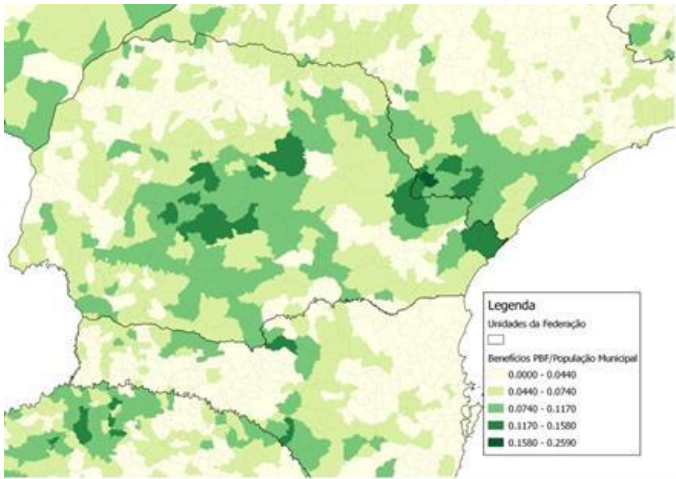 Legenda
Unidades da Federação
Benefícios PBF/População Municipal
0.0000 - 0.0440
0.0440 - 0.0740
0.0740 - 0.1170
0.1170 - 0.1580
0.1580 - 0.2590